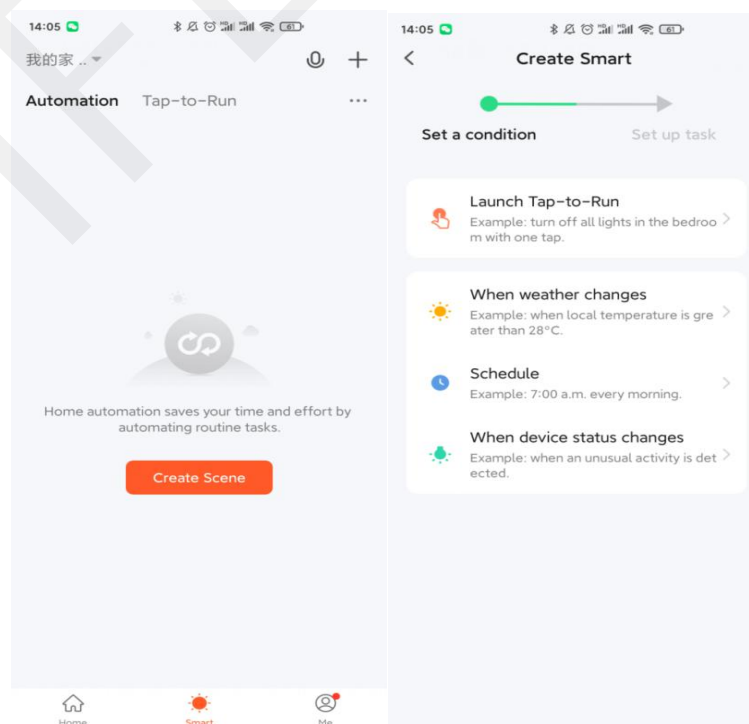 14:05
61
我的家 ..
Automation Tap-to-Run
Home automation saves your time and effort by
automating routine tasks.
Create Scene
Home Smart Me
14:05
61
Create Smart
Set a condition Set up task
Launch Tap-to-Run
Example: turn off all lights in the bedroo
m with one tap.
When weather changes
Example: when local temperature is gre
ater than 28°C.
Schedule
Example: 7:00 a.m. every morning.
When device status changes
Example: when an unusual activity is det
ected.